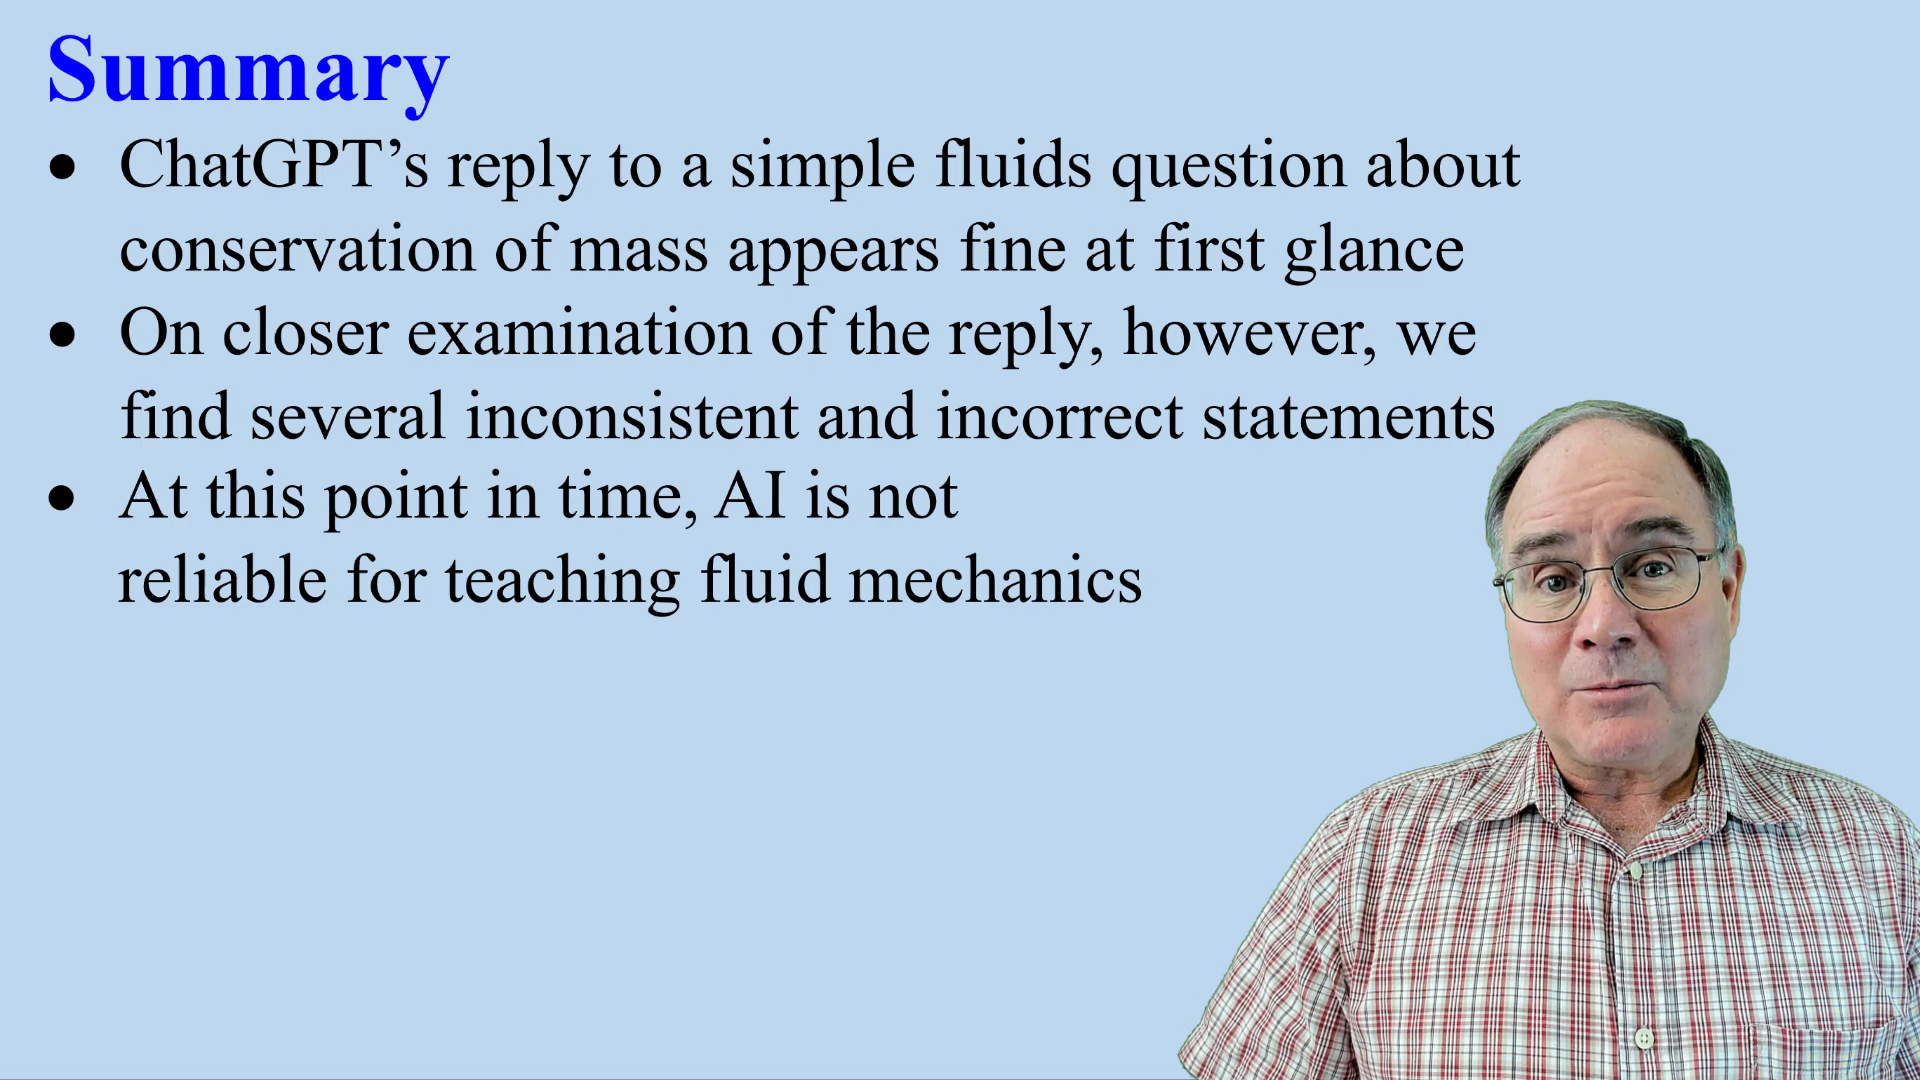 Summary
• ChatGPT’s reply to a simple fluids question about
conservation of mass appears fine at first glance
• On closer examination of the reply, however, we
find several inconsistent and incorrect statements
• At this point in time, AI is not
reliable for teaching fluid mechanics